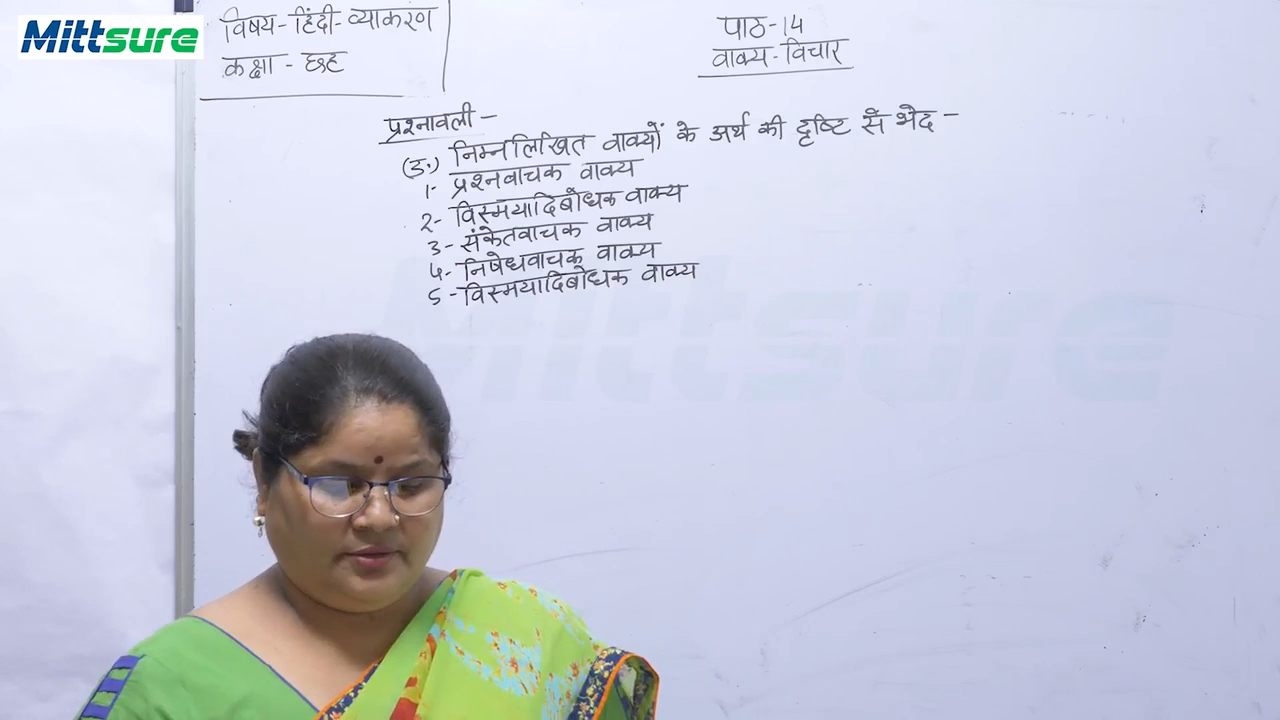 Mittsure
विषय - हिंदी - व्याकरण
कक्षा - छह
पाठ - 14
वाक्य - विचार
प्रश्नावली -
(ड.) निम्नलिखित वाक्यों के अर्थ की दृष्टि से भेद -
1- प्रश्नवाचक वाक्य
2- विस्मयादिबोधक वाक्य
3- संकेतवाचक वाक्य
4- निषेधवाचक वाक्य
5- विस्मयादिबोधक वाक्य
Mittsure